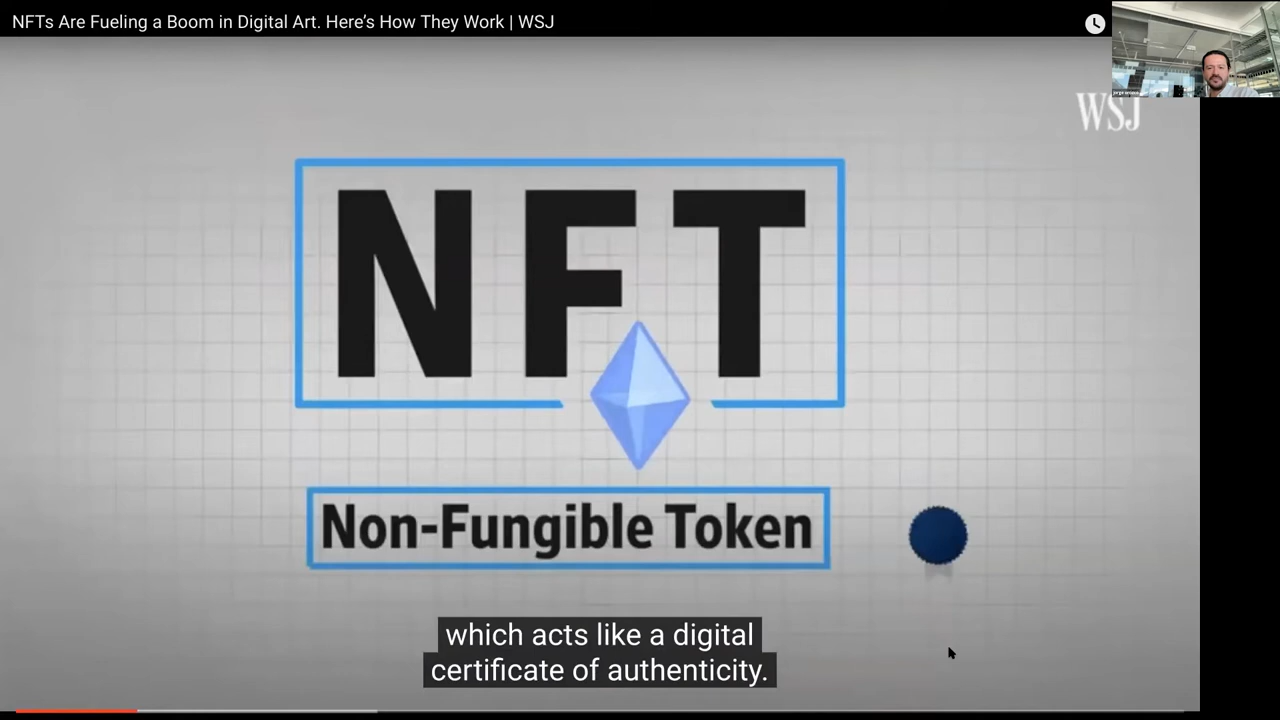 NFTs Are Fueling a Boom in Digital Art. Here's How They Work | WSJ
WSJ
NFT
Non-Fungible Token
which acts like a digital
certificate of authenticity.